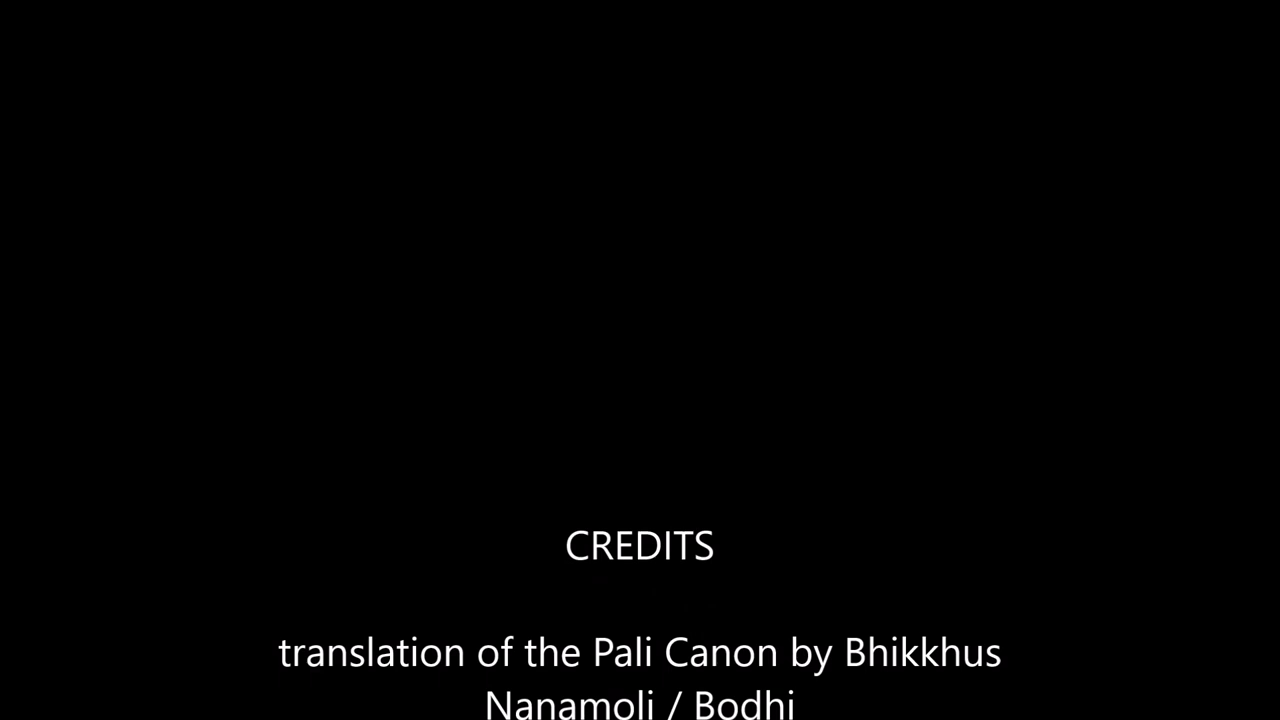 CREDITS
translation of the Pali Canon by Bhikkhus
Nanamoli / Bodhi